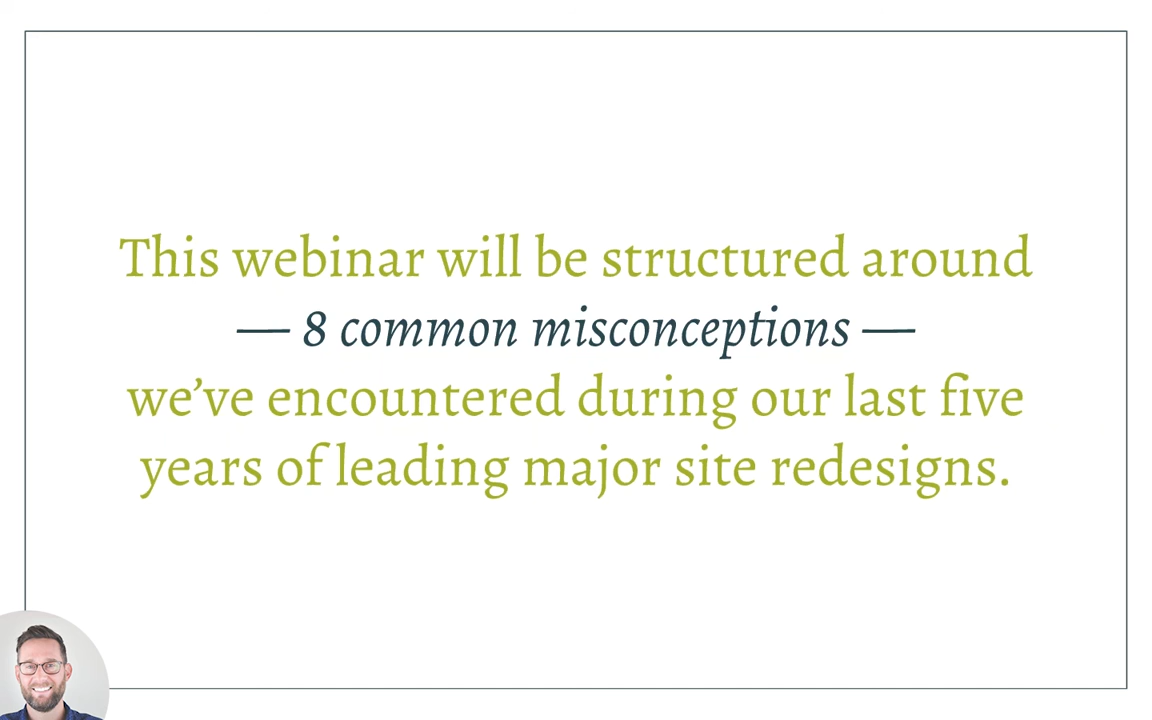 This webinar will be structured around
— 8 common misconceptions —
we’ve encountered during our last five
years of leading major site redesigns.